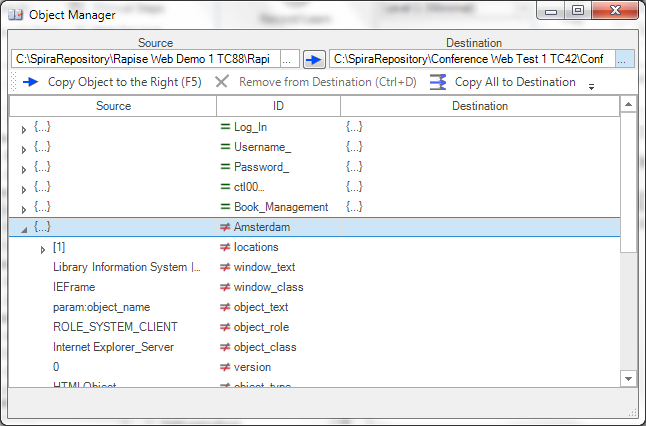 Object Manager
Source Destination
C:\SpiraRepository\Rapise Web Demo 1 TC88\Rapi ... C:\SpiraRepository\Conference Web Test 1 TC42\Conf ...
Copy Object to the Right (F5) Remove from Destination (Ctrl+D) Copy All to Destination
Source ID Destination
{...} = Log_In {...}
{...} = Username_ {...}
{...} = Password_ {...}
{...} = ctl00... {...}
{...} = Book_Management {...}
{...} ≠ Amsterdam
[1] ≠ locations
Library Information System |... ≠ window_text
IEFrame ≠ window_class
param:object_name ≠ object_text
ROLE_SYSTEM_CLIENT ≠ object_role
Internet Explorer_Server ≠ object_class
0 ≠ version
HTMLObject ≠ object_type